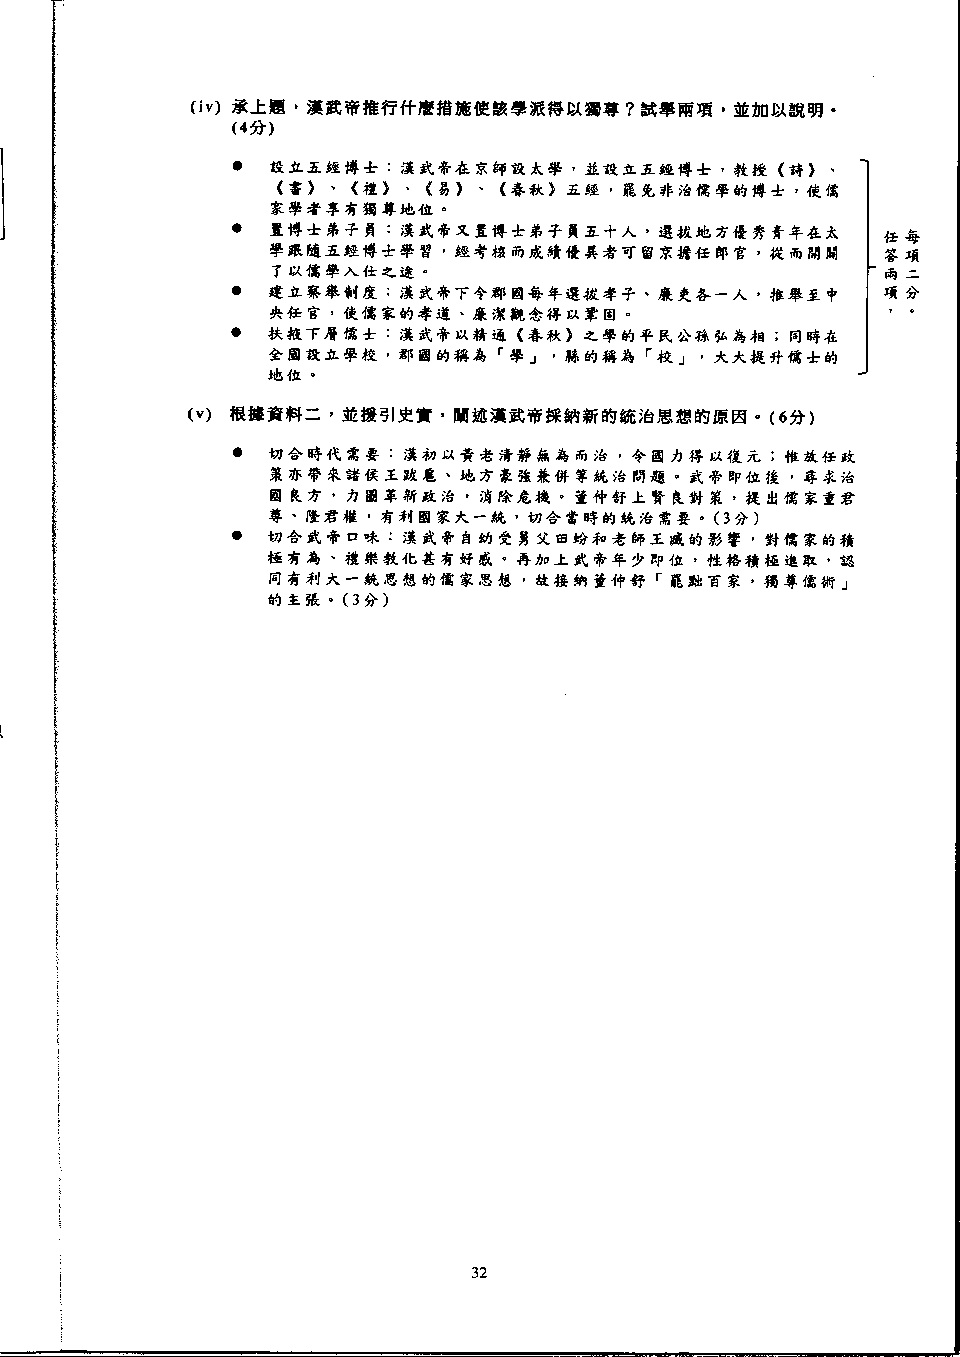 (iv) 承上題，漢武帝推行什麼措施使該學派得以獨尊？試舉兩項，並加以說明。
(4分)
● 設立五經博士：漢武帝在京師設太學，並設立五經博士，教授《詩》、
《書》、《禮》、《易》、《春秋》五經，罷免非治儒學的博士，使儒
家學者享有獨尊地位。
● 置博士弟子員：漢武帝又置博士弟子員五十人，選拔地方優秀青年在太
學跟隨五經博士學習，經考核而成績優異者可留京擔任郎官，從而開闢
了以儒學入仕之途。
● 建立察舉制度：漢武帝下令郡國每年選拔孝子、廉吏各一人，推舉至中
央任官，使儒家的孝道、廉潔觀念得以鞏固。
● 扶掖下層儒士：漢武帝以精通《春秋》之學的平民公孫弘為相；同時在
全國設立學校，郡國的稱為「學」，縣的稱為「校」，大大提升儒士的
地位。
每項二分。
任答兩項，
(v) 根據資料二，並援引史實，闡述漢武帝採納新的統治思想的原因。(6分)
● 切合時代需要：漢初以黃老清靜無為而治，令國力得以復元；惟放任政
策亦帶來諸侯王跋扈、地方豪強兼併等統治問題。武帝即位後，尋求治
國良方，力圖革新政治，消除危機。董仲舒上賢良對策，提出儒家重君
尊、隆君權，有利國家大一統，切合當時的統治需要。(3分)
● 切合武帝口味：漢武帝自幼受舅父田蚡和老師王臧的影響，對儒家的積
極有為、禮樂教化甚有好感。再加上武帝年少即位，性格積極進取，認
同有利大一統思想的儒家思想，故接納董仲舒「罷黜百家，獨尊儒術」
的主張。(3分)
32